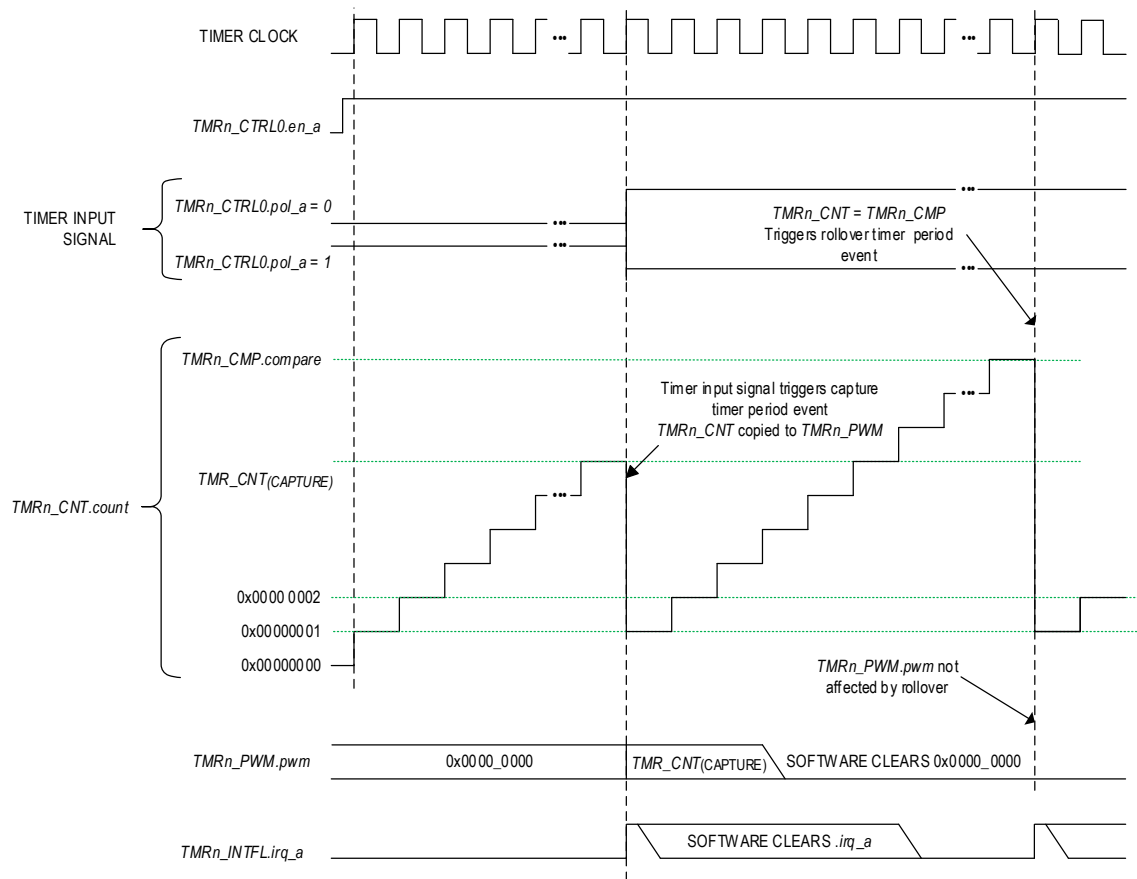 TIMER CLOCK
...
...
TMRn_CTRL0.en_a
TIMER INPUT
SIGNAL
TMRn_CTRL0.pol_a = 0
...
...
TMRn_CTRL0.pol_a = 1
...
...
TMRn_CNT = TMRn_CMP
Triggers rollover timer period
event
TMRn_CNT.count
TMRn_CMP.compare
...
Timer input signal triggers capture
timer period event
TMRn_CNT copied to TMRn_PWM
TMR_CNT(CAPTURE)
...
0x0000 0002
0x00000001
0x00000000
TMRn_PWM.pwm not
affected by rollover
TMRn_PWM.pwm
0x0000_0000
TMR_CNT(CAPTURE)
SOFTWARE CLEARS 0x0000_0000
TMRn_INTFL.irq_a
SOFTWARE CLEARS .irq_a